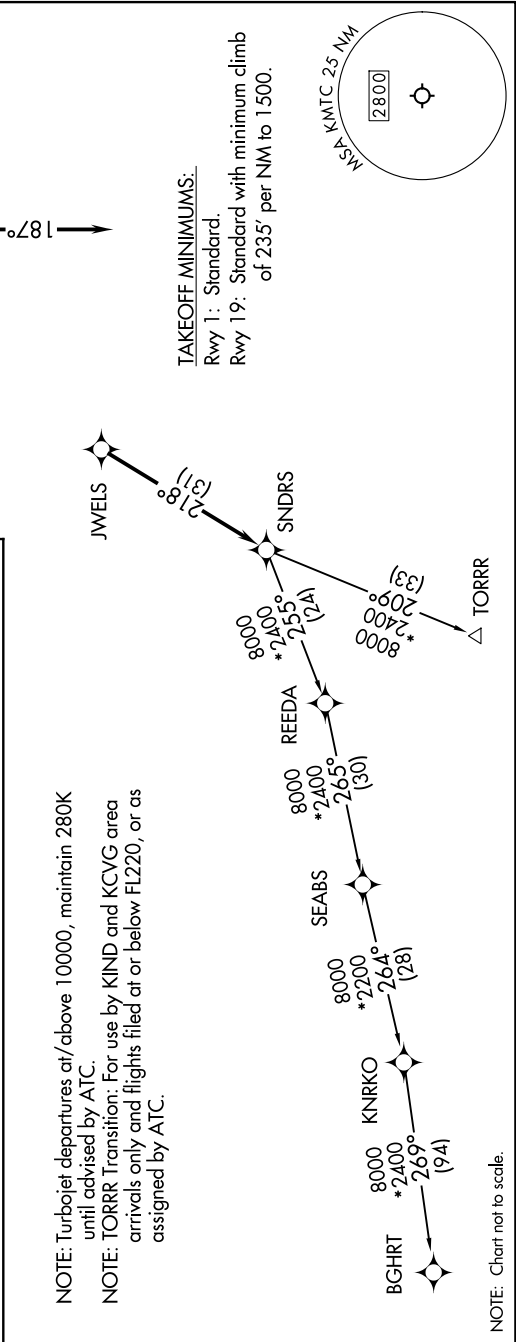 NOTE: Turbojet departures at/above 10000, maintain 280K
until advised by ATC.
NOTE: TORRR Transition: For use by KIND and KCVG area
arrivals only and flights filed at or below FL220, or as
assigned by ATC.
187°
TAKEOFF MINIMUMS:
Rwy 1: Standard.
Rwy 19: Standard with minimum climb
of 235' per NM to 1500.
MSA KMTC 25 NM
2800
JWELS
218°
(31)
SNDRS
8000
*2400
209°
(33)
TORRR
8000
*2400
255°
(24)
REEDA
8000
*2400
265°
(30)
SEABS
8000
*2200
264°
(28)
KNRKO
8000
*2400
269°
(94)
BGHRT
NOTE: Chart not to scale.